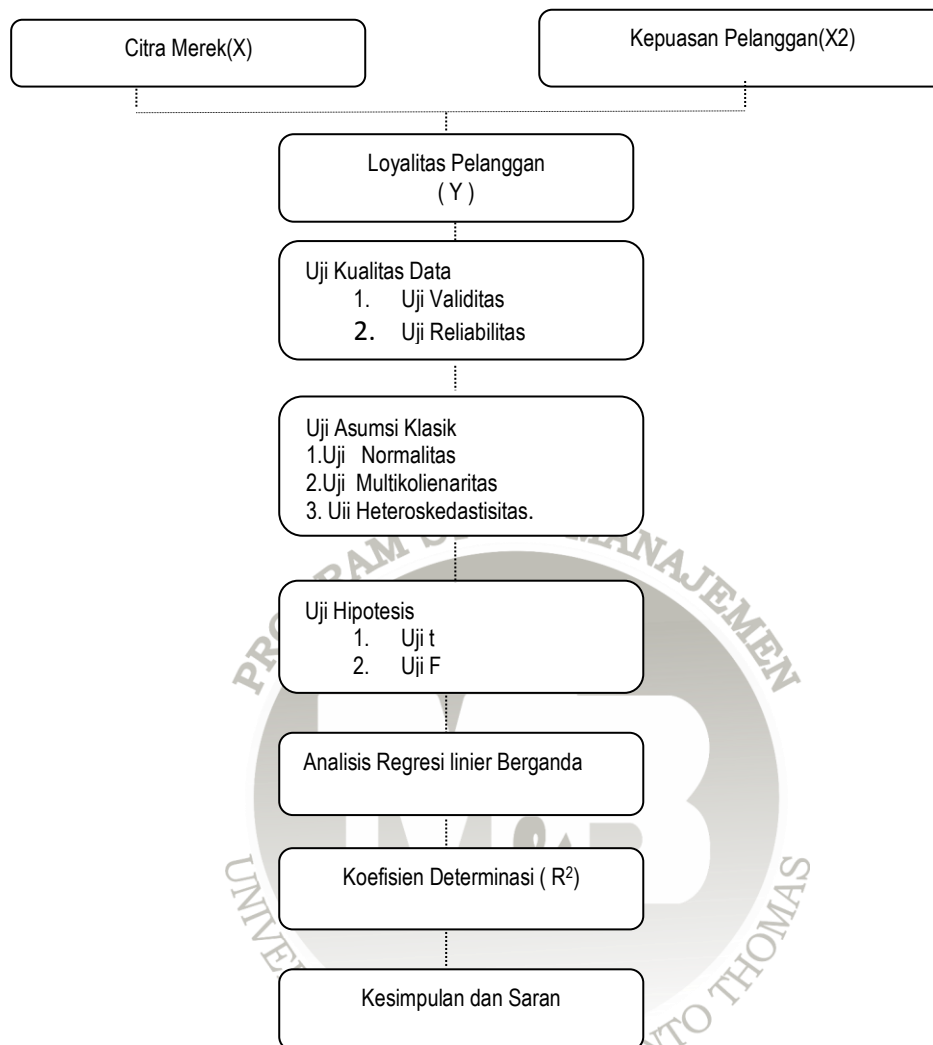 Citra Merek(X)
Kepuasan Pelanggan(X2)
Loyalitas Pelanggan
( Y )
Uji Kualitas Data
1. Uji Validitas
2. Uji Reliabilitas
Uji Asumsi Klasik
1.Uji Normalitas
2.Uji Multikolienaritas
3. Uii Heteroskedastisitas.
Uji Hipotesis
1. Uji t
2. Uji F
Analisis Regresi linier Berganda
Koefisien Determinasi ( R²)
Kesimpulan dan Saran
MANAJEMEN
THOMAS